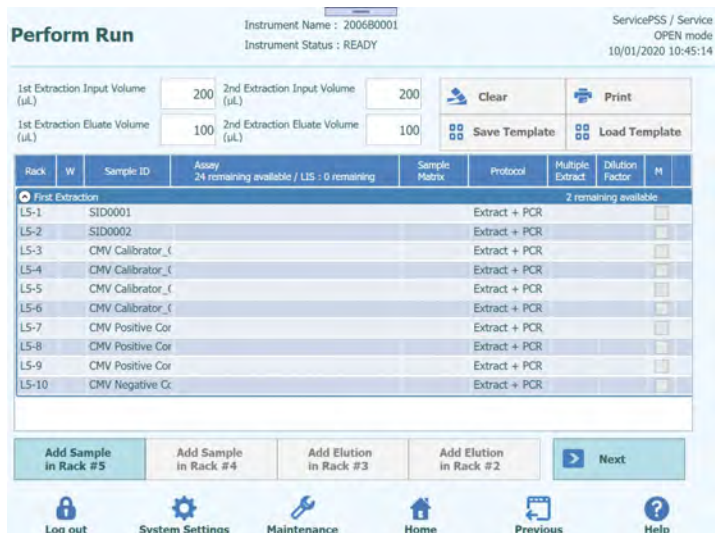 Perform Run
Instrument Name : 200680001
Instrument Status : READY
ServicePSS / Service
OPEN mode
10/01/2020 10:45:14
1st Extraction Input Volume (µL) 200
2nd Extraction Input Volume (µL) 200
1st Extraction Eluate Volume (µL) 100
2nd Extraction Eluate Volume (µL) 100
Clear
Print
Save Template
Load Template
Rack W Sample ID Assay 24 remaining available / LIS : 0 remaining Sample Matrix Protocol Multiple Extract Dilution Factor M
First Extraction 2 remaining available
L5-1 SID0001 Extract + PCR
L5-2 SID0002 Extract + PCR
L5-3 CMV Calibrator_( Extract + PCR
L5-4 CMV Calibrator_( Extract + PCR
L5-5 CMV Calibrator_( Extract + PCR
L5-6 CMV Calibrator_( Extract + PCR
L5-7 CMV Positive Cor Extract + PCR
L5-8 CMV Positive Cor Extract + PCR
L5-9 CMV Positive Cor Extract + PCR
L5-10 CMV Negative Cc Extract + PCR
Add Sample in Rack #5
Add Sample in Rack #4
Add Elution in Rack #3
Add Elution in Rack #2
Next
Log out
System Settings
Maintenance
Home
Previous
Help